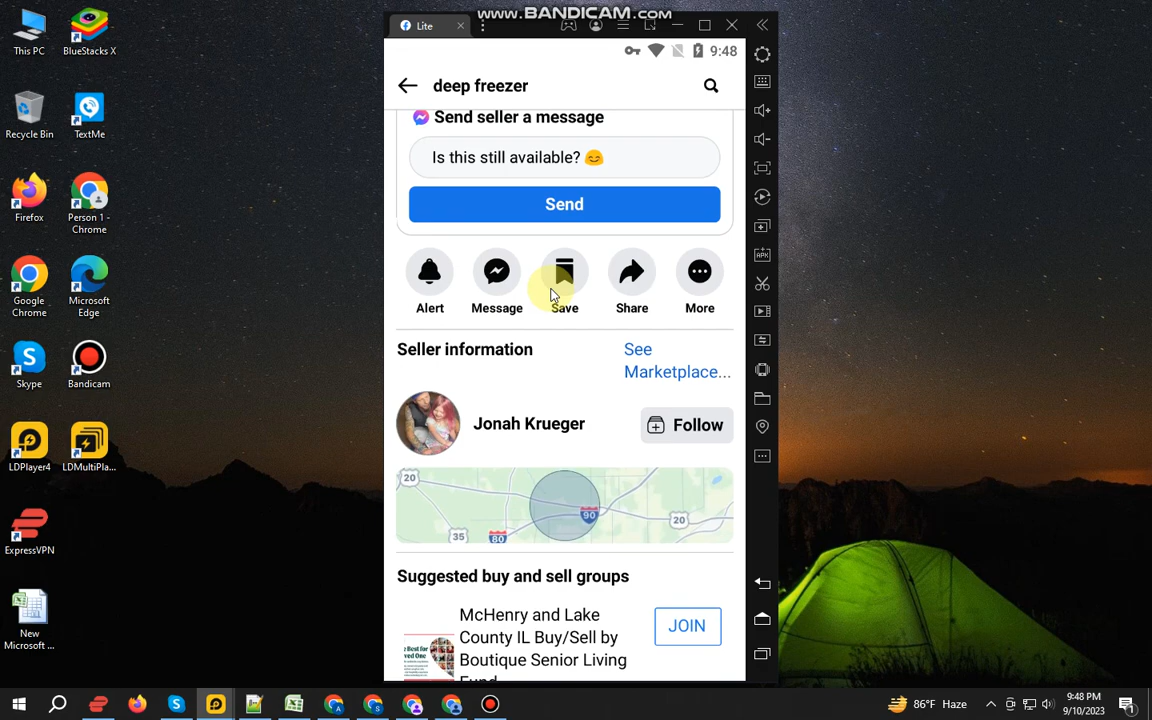 www.BANDICAM.com
This PC
BlueStacks X
Recycle Bin
TextMe
Firefox
Person 1 -
Chrome
Google
Chrome
Microsoft
Edge
Skype
Bandicam
LDPlayer4
LDMultiPla...
ExpressVPN
New
Microsoft ...
Lite
9:48
deep freezer
Send seller a message
Is this still available? 😊
Send
Alert
Message
Save
Share
More
Seller information
See
Marketplace...
Jonah Krueger
Follow
20
90
20
35
80
Suggested buy and sell groups
McHenry and Lake
County IL Buy/Sell by
Boutique Senior Living
JOIN
APK
86°F Haze
9:48 PM
9/10/2023
1